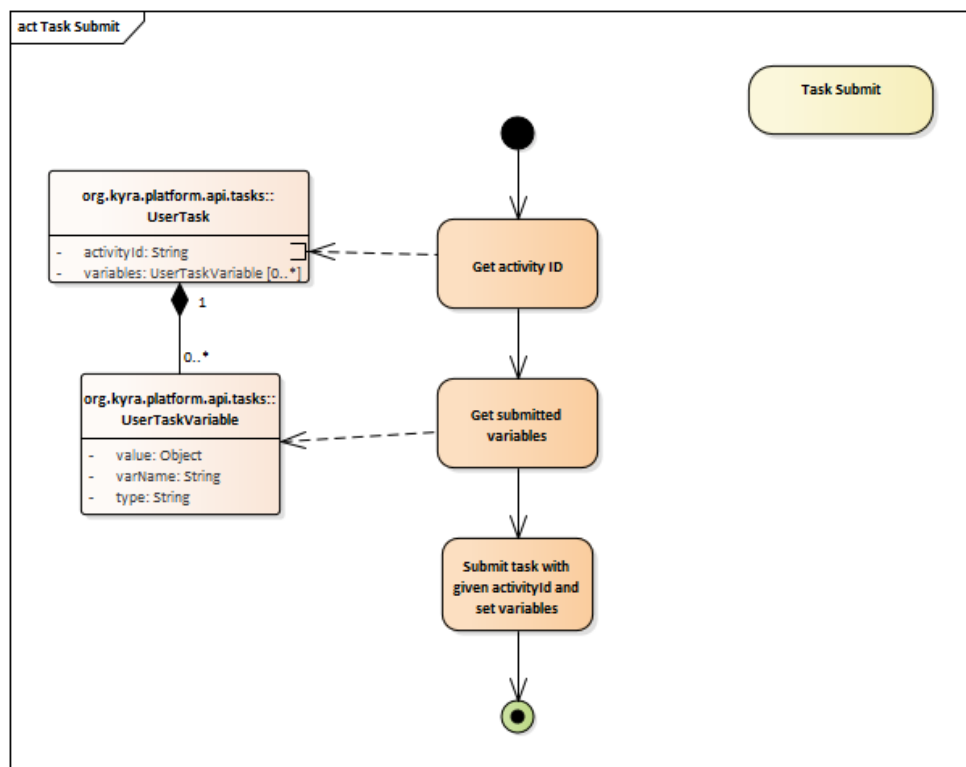 act Task Submit
Task Submit
org.kyra.platform.api.tasks::
UserTask
- activityId: String
- variables: UserTaskVariable [0..*]
Get activity ID
1
0..*
org.kyra.platform.api.tasks::
UserTaskVariable
- value: Object
- varName: String
- type: String
Get submitted
variables
Submit task with
given activityId and
set variables